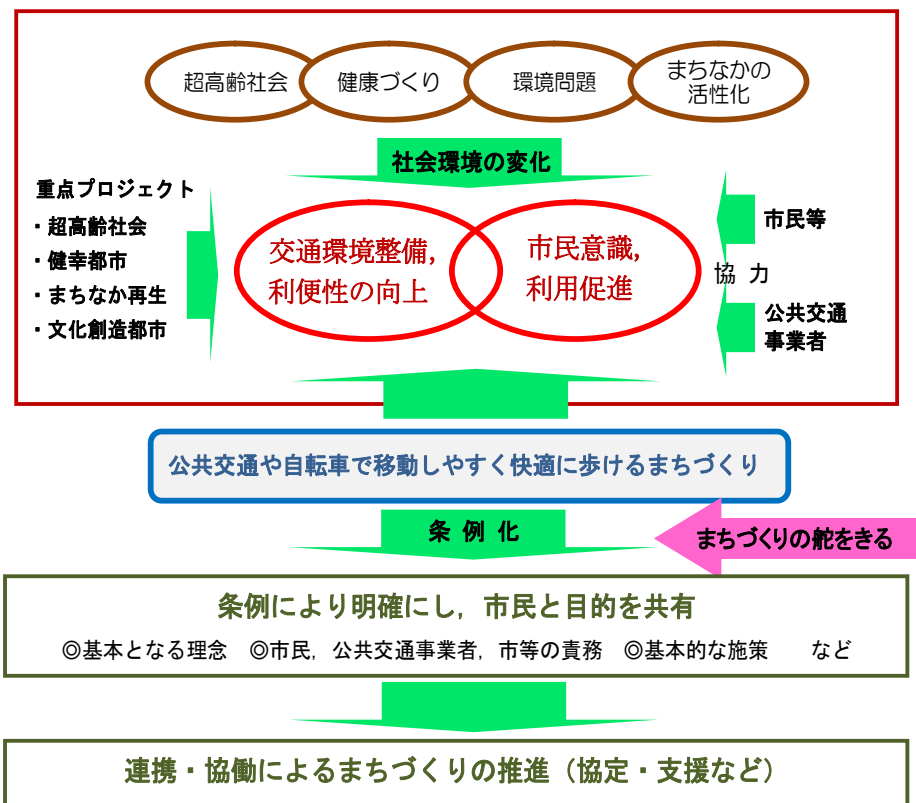 超高齢社会
健康づくり
環境問題
まちなかの
活性化
社会環境の変化
重点プロジェクト
・超高齢社会
・健幸都市
・まちなか再生
・文化創造都市
交通環境整備，
利便性の向上
市民意識，
利用促進
市民等
協 力
公共交通
事業者
公共交通や自転車で移動しやすく快適に歩けるまちづくり
条 例 化
まちづくりの舵をきる
条例により明確にし，市民と目的を共有
◎基本となる理念 ◎市民，公共交通事業者，市等の責務 ◎基本的な施策 など
連携・協働によるまちづくりの推進（協定・支援など）